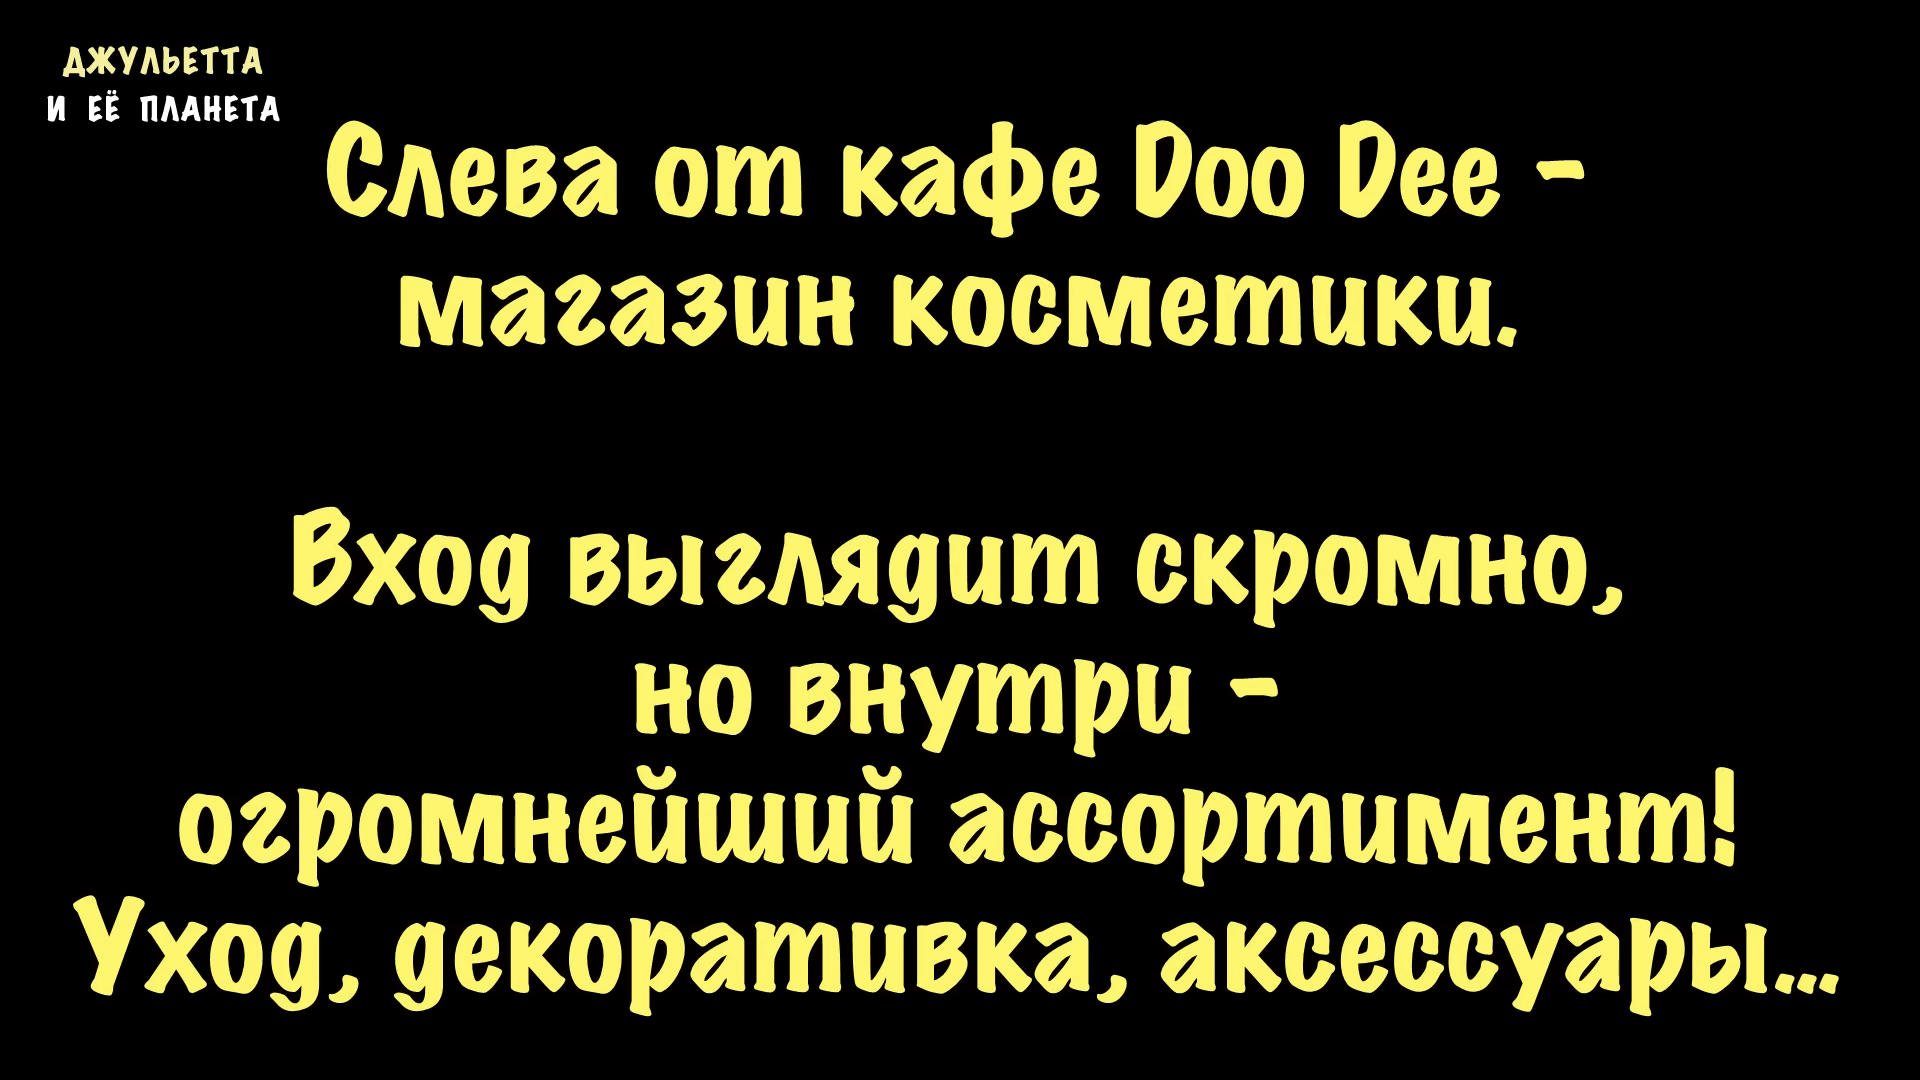 ДЖУЛЬЕТТА
И ЕЁ ПЛАНЕТА
Слева от кафе Doo Dee -
магазин косметики.
Вход выглядит скромно,
но внутри -
огромнейший ассортимент!
Уход, декоративка, аксессуары...